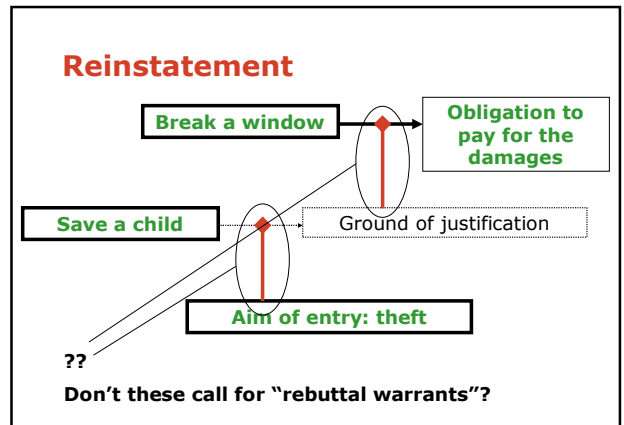 Reinstatement
Break a window
Obligation to
pay for the
damages
Save a child
Ground of justification
Aim of entry: theft
??
Don’t these call for “rebuttal warrants”?